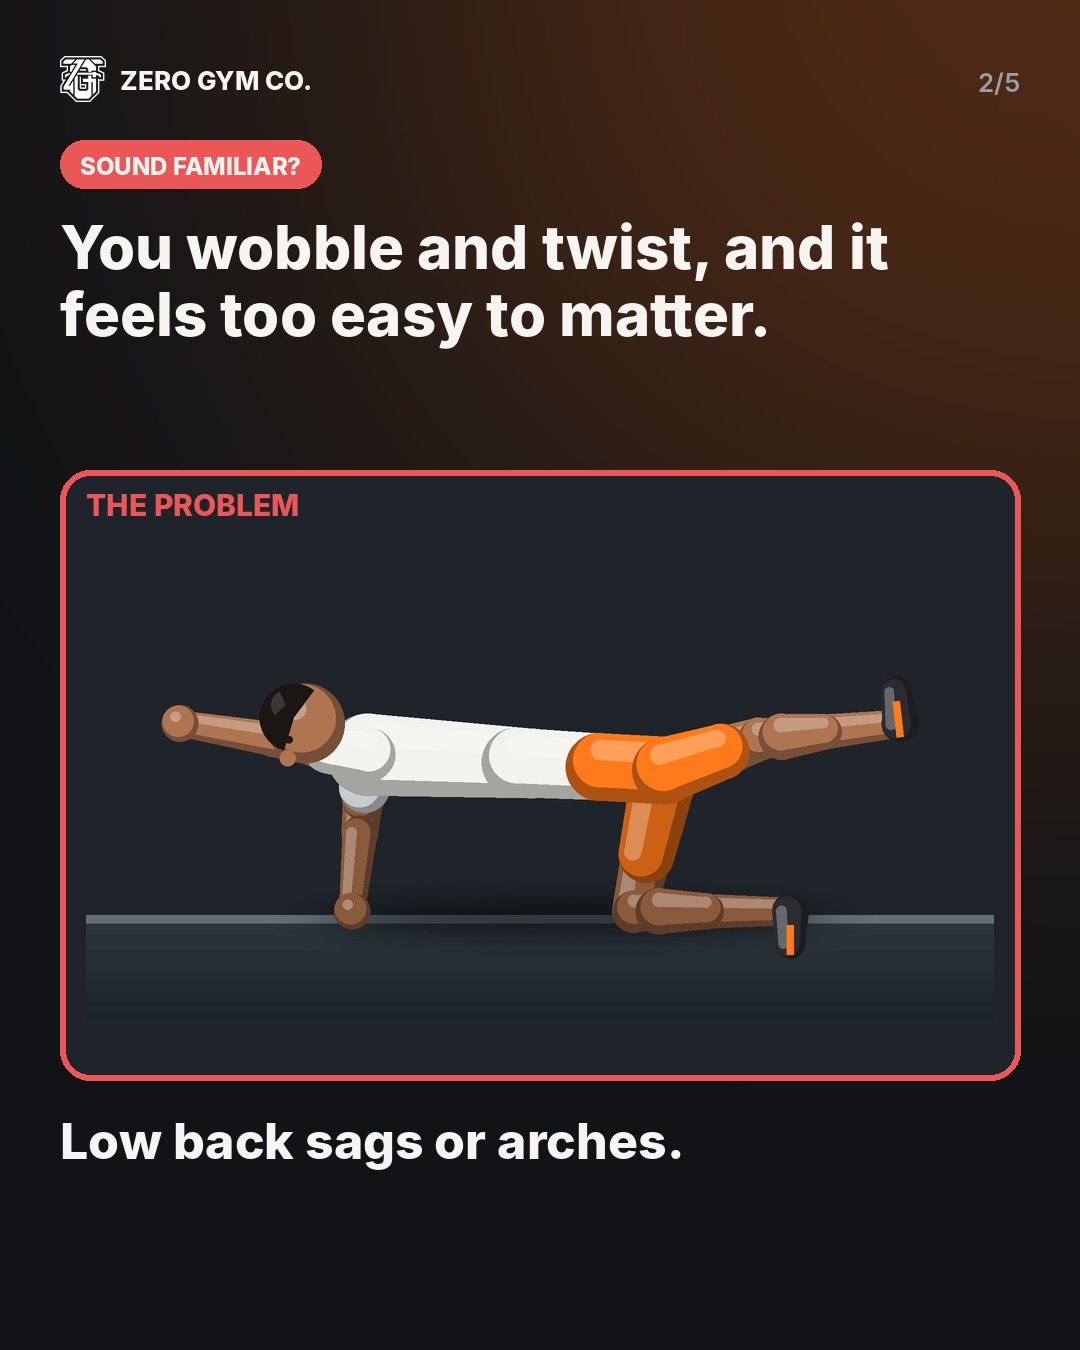 ZERO GYM CO.
2/5
SOUND FAMILIAR?
You wobble and twist, and it
feels too easy to matter.
THE PROBLEM
Low back sags or arches.